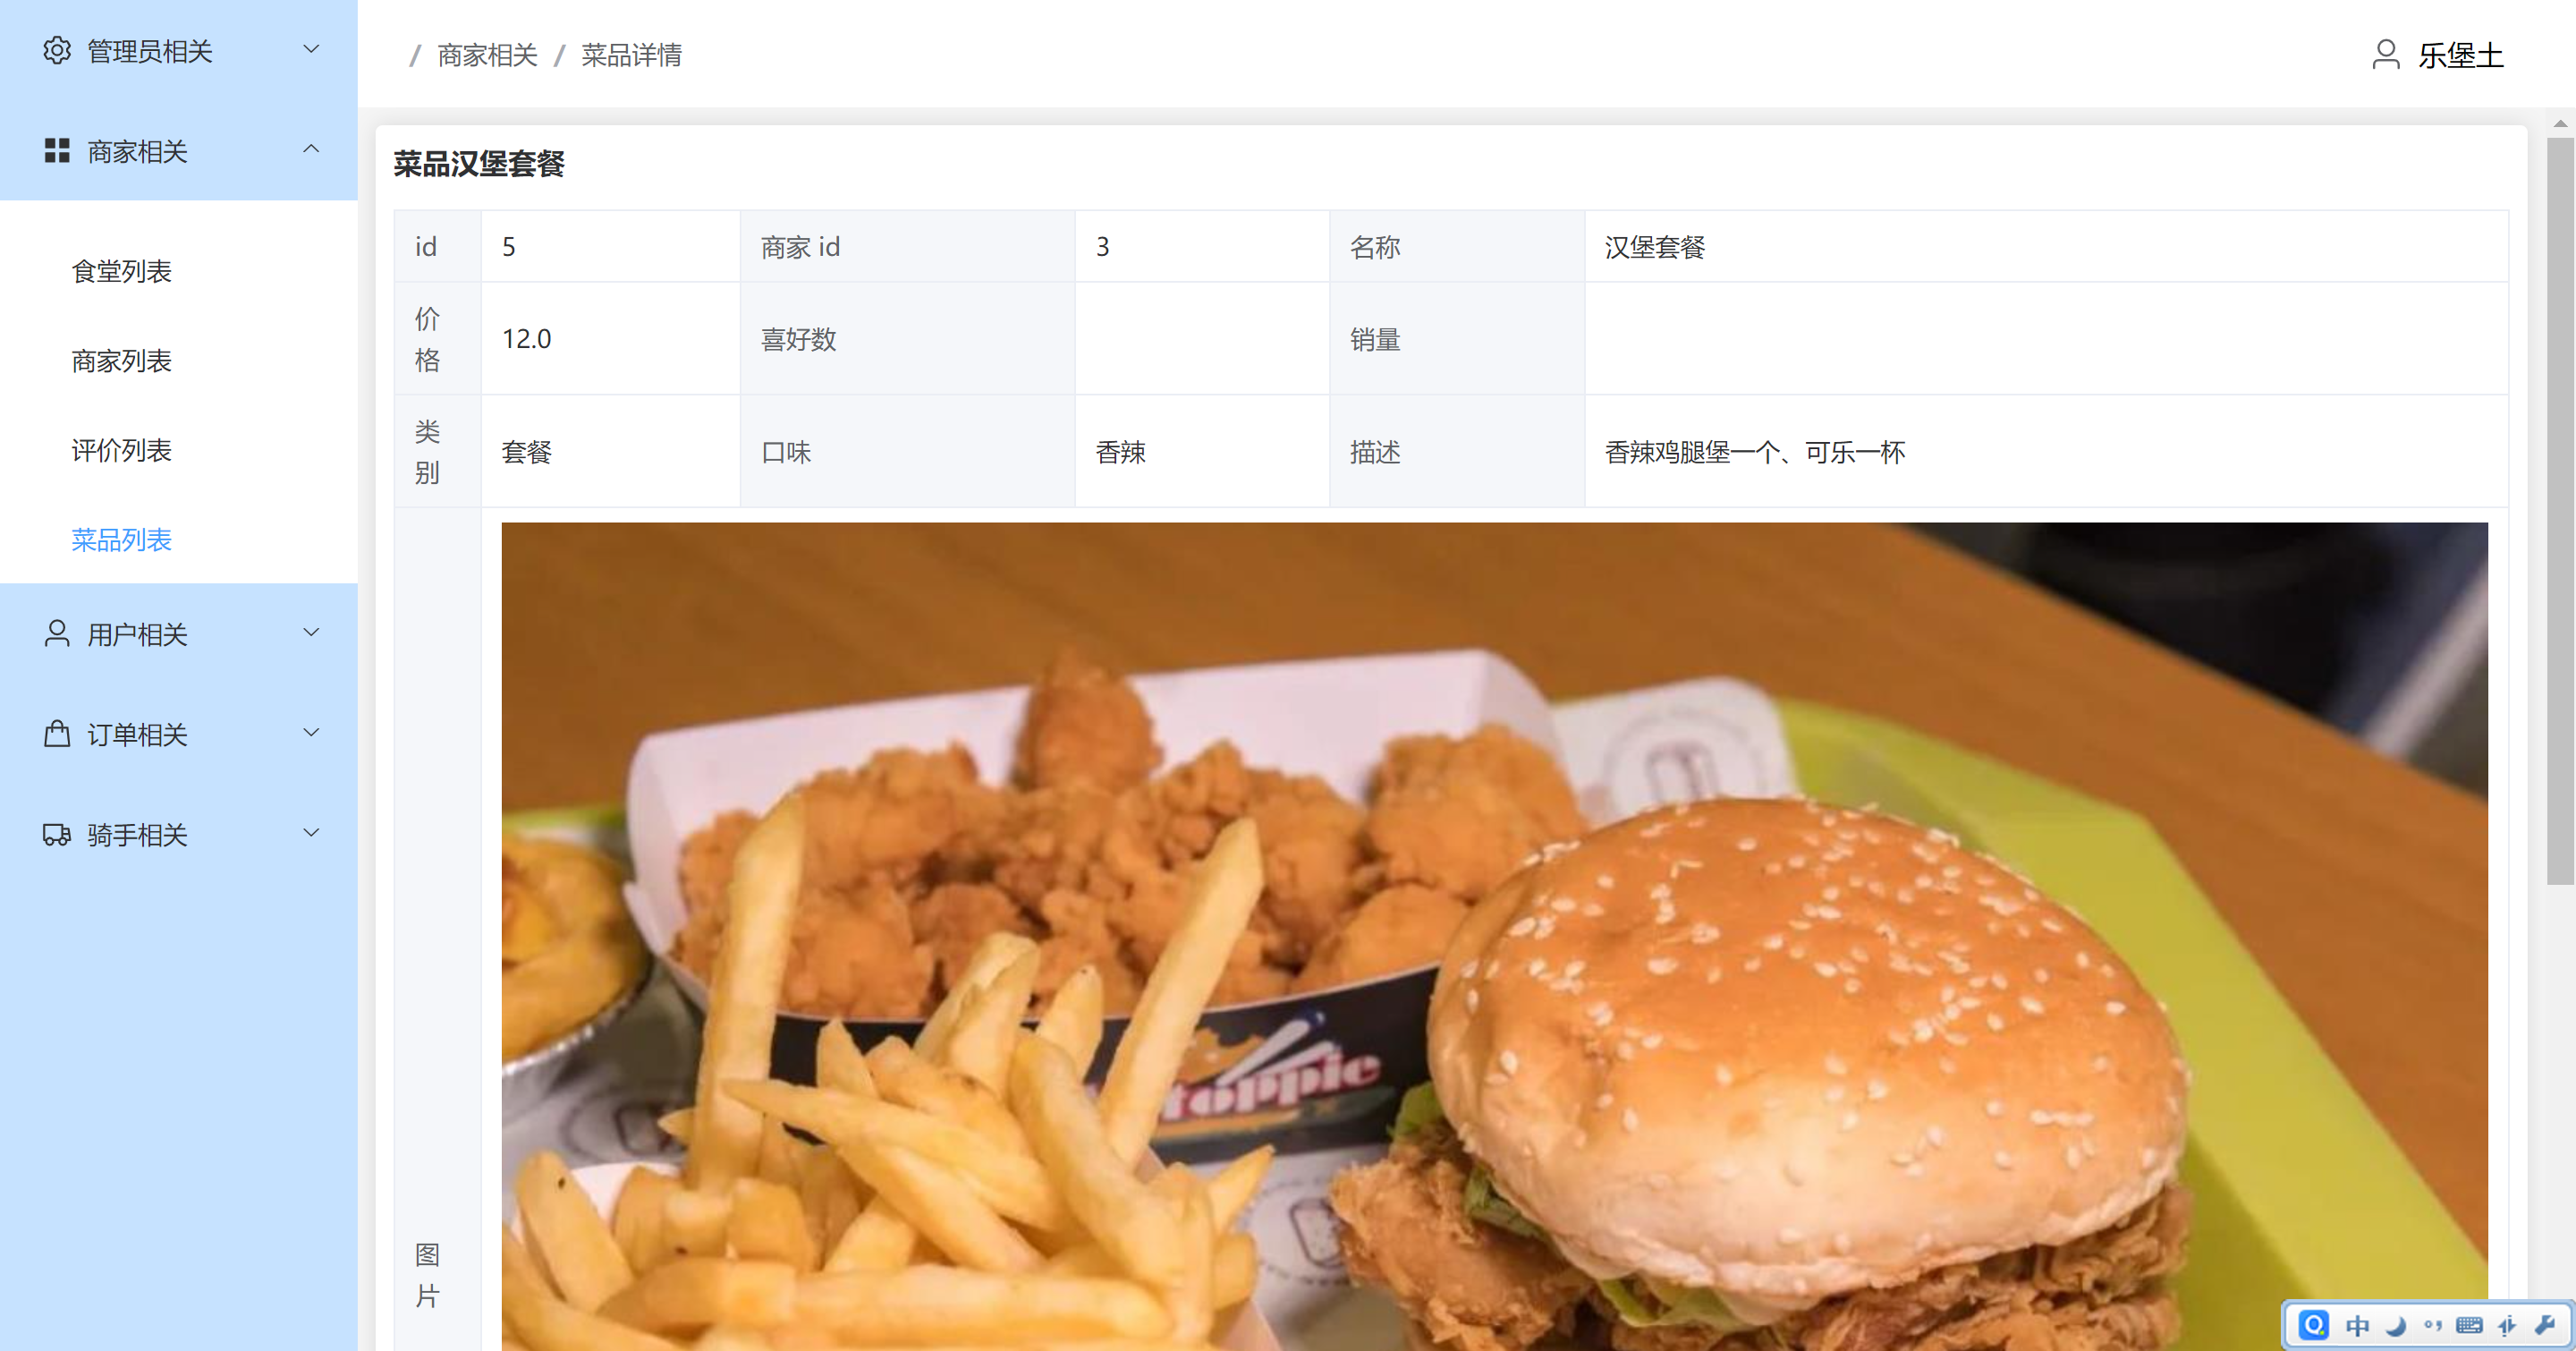 管理员相关
商家相关
食堂列表
商家列表
评价列表
菜品列表
用户相关
订单相关
骑手相关
/ 商家相关 / 菜品详情
乐堡土
菜品汉堡套餐
id 5 商家 id 3 名称 汉堡套餐
价格 12.0 喜好数 销量
类别 套餐 口味 香辣 描述 香辣鸡腿堡一个、可乐一杯
图片
toppie
中